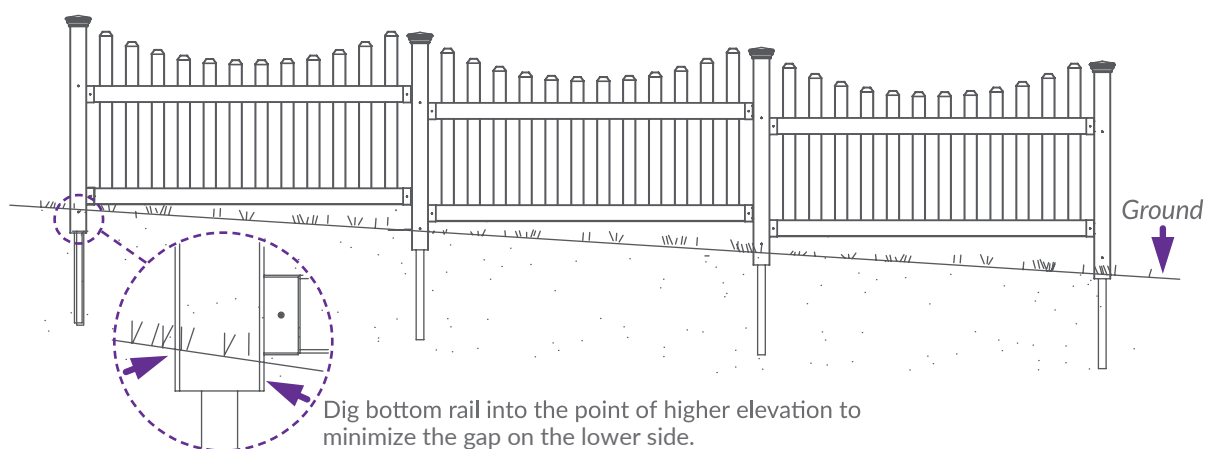 Ground
Dig bottom rail into the point of higher elevation to
minimize the gap on the lower side.